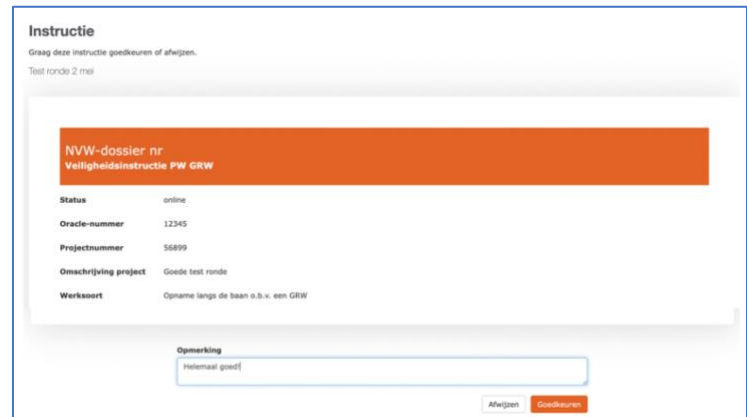 Instructie
Graag deze instructie goedkeuren of afwijzen.
Test ronde 2 mei
NVW-dossier nr
Veiligheidsinstructie PW GRW
Status online
Oracle-nummer 12345
Projectnummer 56899
Omschrijving project Goede test ronde
Werksoort Opname langs de baan o.b.v. een GRW
Opmerking
Helemaal goed!
Afwijzen Goedkeuren